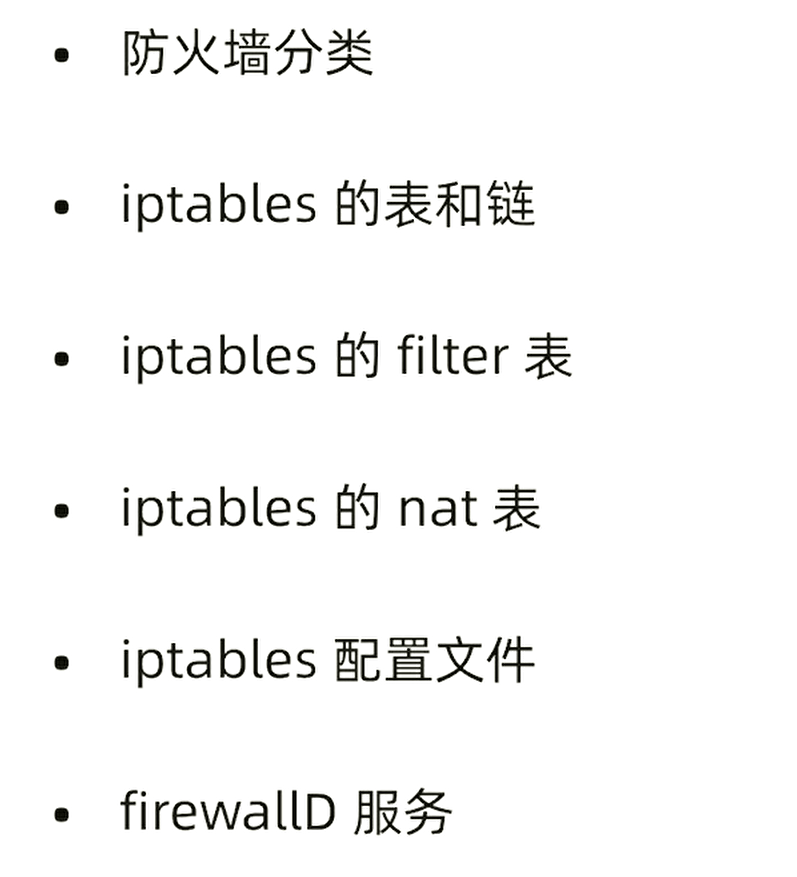 • 防火墙分类
• iptables 的表和链
• iptables 的 filter 表
• iptables 的 nat 表
• iptables 配置文件
• firewallD 服务